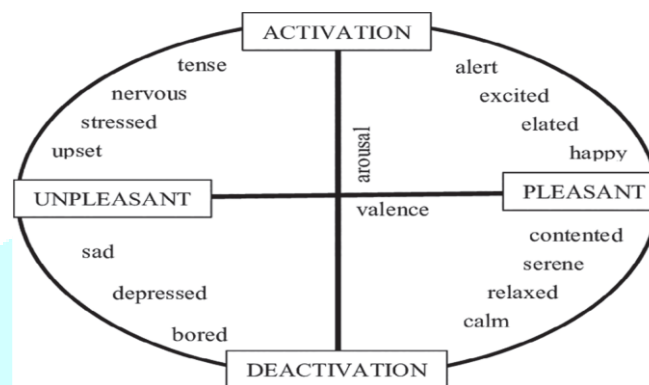 ACTIVATION
tense
alert
nervous
excited
stressed
elated
upset
happy
arousal
UNPLEASANT
PLEASANT
valence
contented
sad
serene
depressed
relaxed
bored
calm
DEACTIVATION